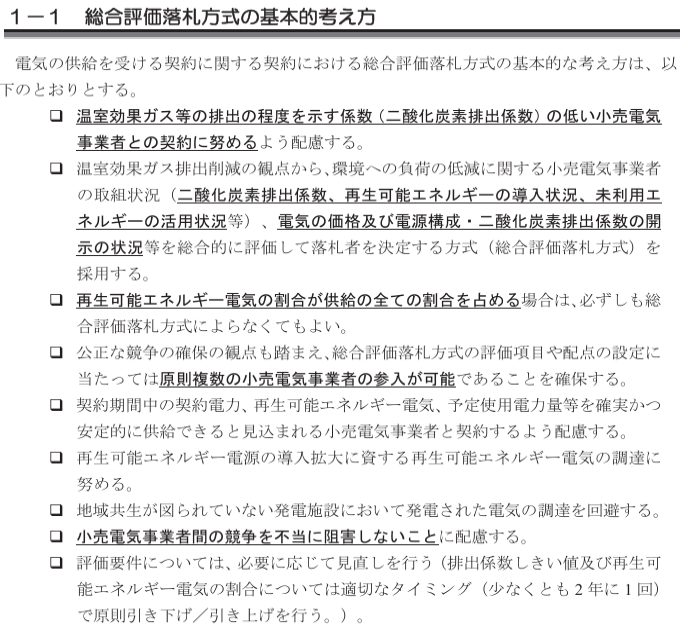 1－1　総合評価落札方式の基本的考え方
電気の供給を受ける契約に関する契約における総合評価落札方式の基本的な考え方は、以
下のとおりとする。
❑ 温室効果ガス等の排出の程度を示す係数（二酸化炭素排出係数）の低い小売電気
事業者との契約に努めるよう配慮する。
❑ 温室効果ガス排出削減の観点から、環境への負荷の低減に関する小売電気事業者
の取組状況（二酸化炭素排出係数、再生可能エネルギーの導入状況、未利用エ
ネルギーの活用状況等）、電気の価格及び電源構成・二酸化炭素排出係数の開
示の状況等を総合的に評価して落札者を決定する方式（総合評価落札方式）を
採用する。
❑ 再生可能エネルギー電気の割合が供給の全ての割合を占める場合は、必ずしも総
合評価落札方式によらなくてもよい。
❑ 公正な競争の確保の観点も踏まえ、総合評価落札方式の評価項目や配点の設定に
当たっては原則複数の小売電気事業者の参入が可能であることを確保する。
❑ 契約期間中の契約電力、再生可能エネルギー電気、予定使用電力量等を確実かつ
安定的に供給できると見込まれる小売電気事業者と契約するよう配慮する。
❑ 再生可能エネルギー電源の導入拡大に資する再生可能エネルギー電気の調達に
努める。
❑ 地域共生が図られていない発電施設において発電された電気の調達を回避する。
❑ 小売電気事業者間の競争を不当に阻害しないことに配慮する。
❑ 評価要件については、必要に応じて見直しを行う（排出係数しきい値及び再生可
能エネルギー電気の割合については適切なタイミング（少なくとも 2 年に 1 回）
で原則引き下げ／引き上げを行う。）。